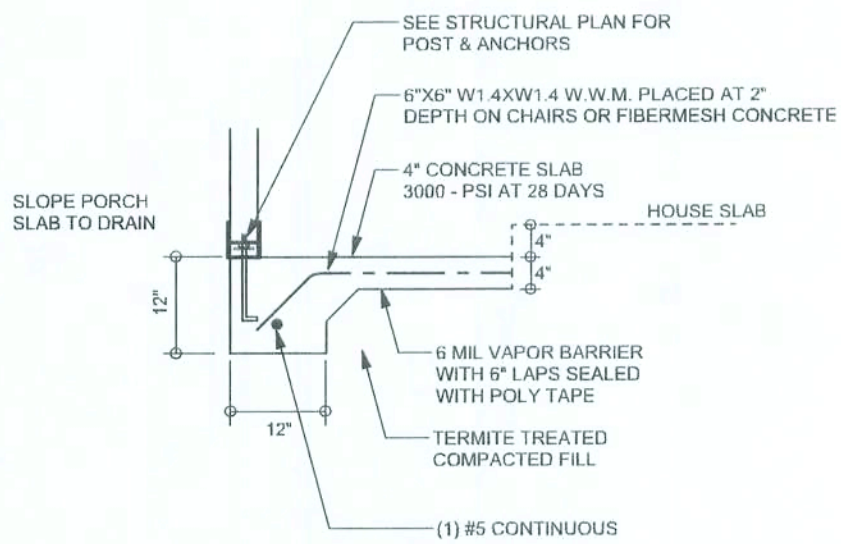 SEE STRUCTURAL PLAN FOR
POST & ANCHORS
6"X6" W1.4XW1.4 W.W.M. PLACED AT 2"
DEPTH ON CHAIRS OR FIBERMESH CONCRETE
4" CONCRETE SLAB
3000 - PSI AT 28 DAYS
SLOPE PORCH
SLAB TO DRAIN
HOUSE SLAB
4"
4"
12"
6 MIL VAPOR BARRIER
WITH 6" LAPS SEALED
WITH POLY TAPE
12"
TERMITE TREATED
COMPACTED FILL
(1) #5 CONTINUOUS